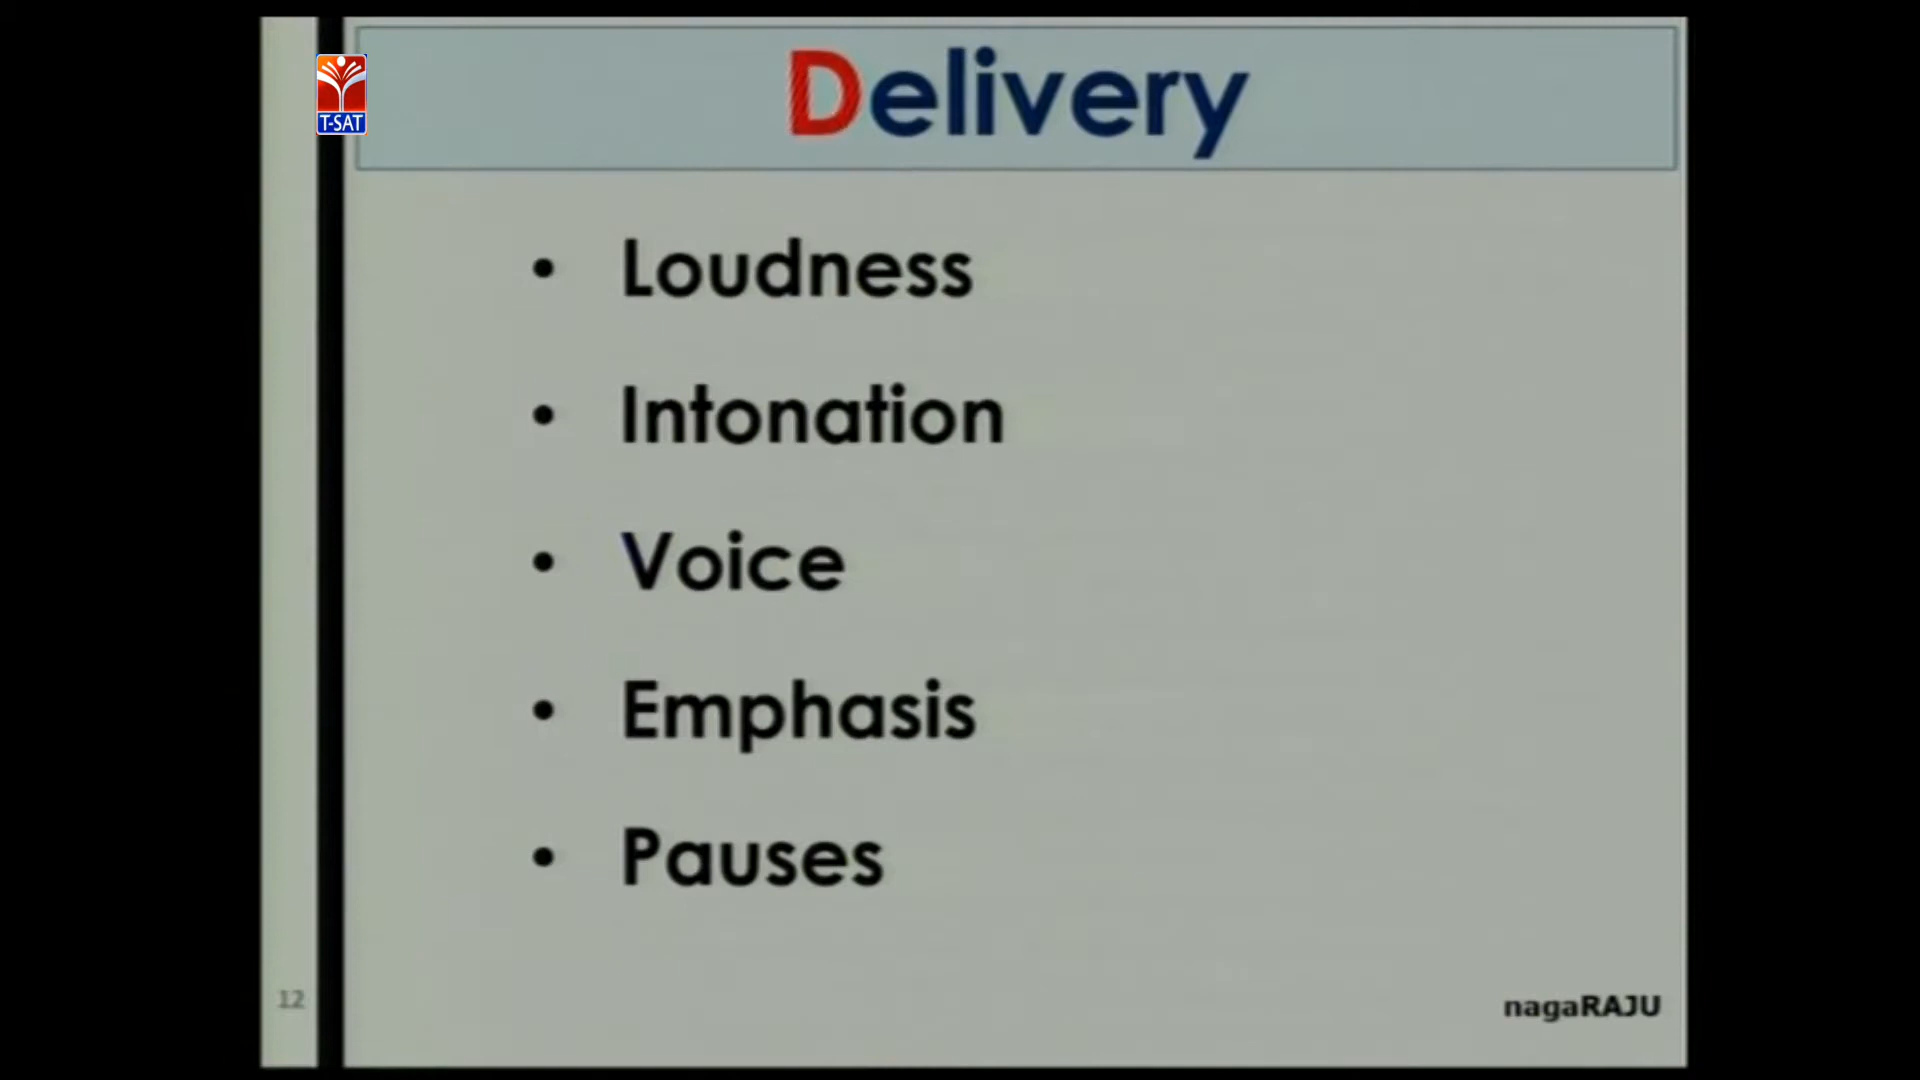 T-SAT
Delivery
• Loudness
• Intonation
• Voice
• Emphasis
• Pauses
12
nagaRAJU